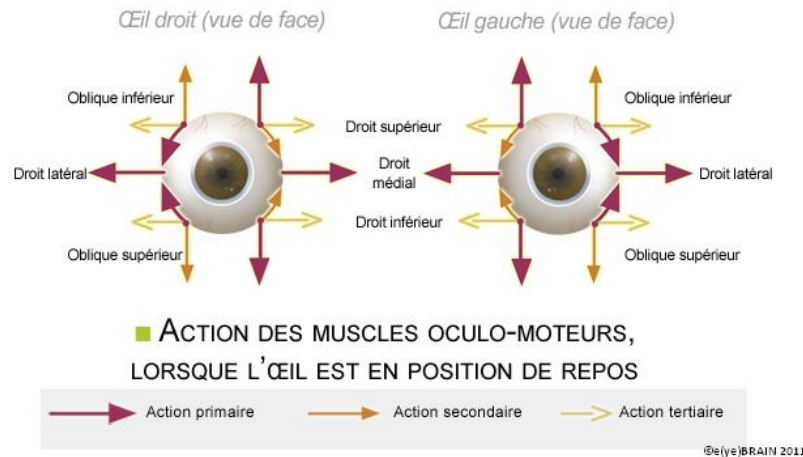 Œil droit (vue de face)
Œil gauche (vue de face)
Oblique inférieur
Oblique inférieur
Droit supérieur
Droit latéral
Droit
médial
Droit latéral
Droit inférieur
Oblique supérieur
Oblique supérieur
ACTION DES MUSCLES OCULO-MOTEURS,
LORSQUE L'ŒIL EST EN POSITION DE REPOS
Action primaire
Action secondaire
Action tertiaire
©e(ye)BRAIN 2011